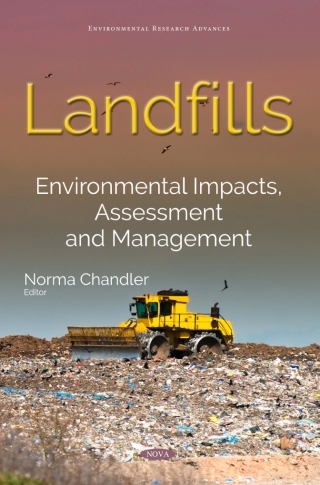 Environmental Research Advances
Landfills
Environmental Impacts,
Assessment
and Management
Norma Chandler
Editor
NOVA